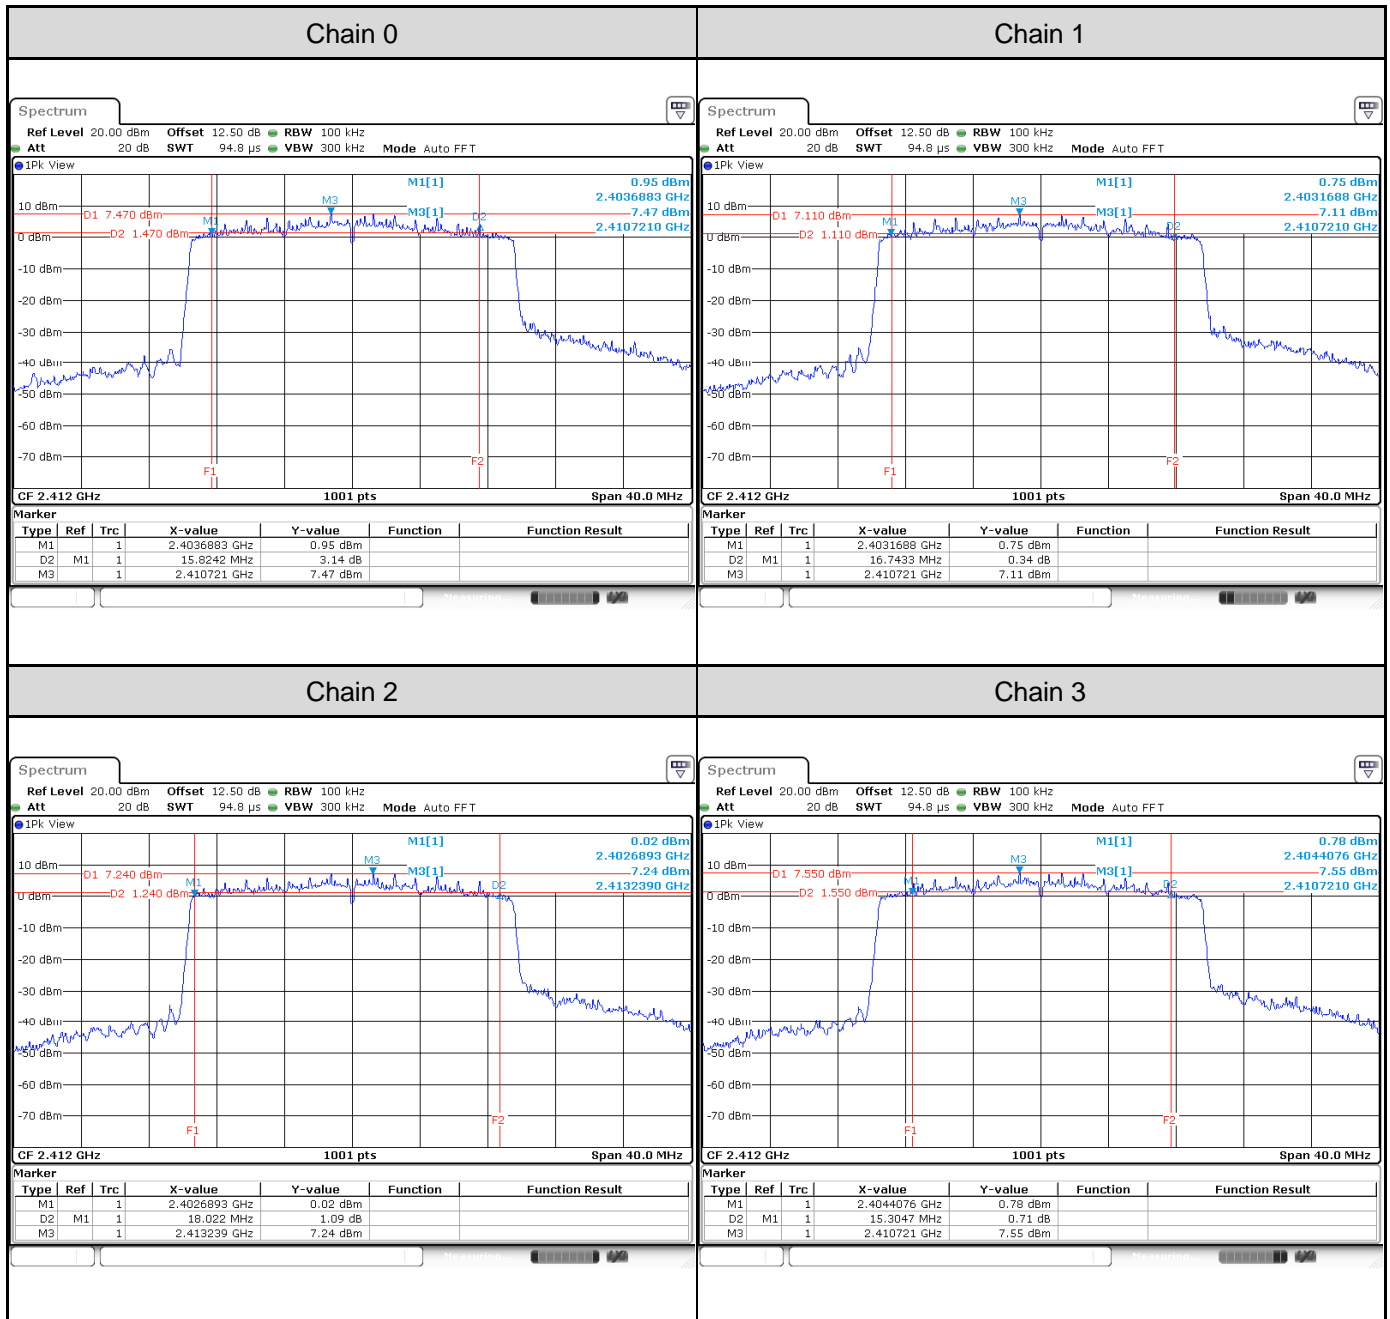 Chain 0
Spectrum
Ref Level 20.00 dBm Offset 12.50 dB RBW 100 kHz
Att 20 dB SWT 94.8 µs VBW 300 kHz Mode Auto FFT
1Pk View
M1[1] 0.95 dBm
2.4036883 GHz
M3[1] 7.47 dBm
2.4107210 GHz
M3
M1
D2
D1 7.470 dBm
D2 1.470 dBm
10 dBm
0 dBm
-10 dBm
-20 dBm
-30 dBm
-40 dBm
-50 dBm
-60 dBm
-70 dBm
F1
F2
CF 2.412 GHz 1001 pts Span 40.0 MHz
Marker
Type Ref Trc X-value Y-value Function Function Result
M1 1 2.4036883 GHz 0.95 dBm
D2 M1 1 15.8242 MHz 3.14 dB
M3 1 2.410721 GHz 7.47 dBm
Measuring...
Chain 1
Spectrum
Ref Level 20.00 dBm Offset 12.50 dB RBW 100 kHz
Att 20 dB SWT 94.8 µs VBW 300 kHz Mode Auto FFT
1Pk View
M1[1] 0.75 dBm
2.4031688 GHz
M3[1] 7.11 dBm
2.4107210 GHz
M3
M1
D2
D1 7.110 dBm
D2 1.110 dBm
10 dBm
0 dBm
-10 dBm
-20 dBm
-30 dBm
-40 dBm
-50 dBm
-60 dBm
-70 dBm
F1
F2
CF 2.412 GHz 1001 pts Span 40.0 MHz
Marker
Type Ref Trc X-value Y-value Function Function Result
M1 1 2.4031688 GHz 0.75 dBm
D2 M1 1 16.7433 MHz 0.34 dB
M3 1 2.410721 GHz 7.11 dBm
Measuring...
Chain 2
Spectrum
Ref Level 20.00 dBm Offset 12.50 dB RBW 100 kHz
Att 20 dB SWT 94.8 µs VBW 300 kHz Mode Auto FFT
1Pk View
M1[1] 0.02 dBm
2.4026893 GHz
M3[1] 7.24 dBm
2.4132390 GHz
M3
M1
D2
D1 7.240 dBm
D2 1.240 dBm
10 dBm
0 dBm
-10 dBm
-20 dBm
-30 dBm
-40 dBm
-50 dBm
-60 dBm
-70 dBm
F1
F2
CF 2.412 GHz 1001 pts Span 40.0 MHz
Marker
Type Ref Trc X-value Y-value Function Function Result
M1 1 2.4026893 GHz 0.02 dBm
D2 M1 1 18.022 MHz 1.09 dB
M3 1 2.413239 GHz 7.24 dBm
Measuring...
Chain 3
Spectrum
Ref Level 20.00 dBm Offset 12.50 dB RBW 100 kHz
Att 20 dB SWT 94.8 µs VBW 300 kHz Mode Auto FFT
1Pk View
M1[1] 0.78 dBm
2.4044076 GHz
M3[1] 7.55 dBm
2.4107210 GHz
M3
M1
D2
D1 7.550 dBm
D2 1.550 dBm
10 dBm
0 dBm
-10 dBm
-20 dBm
-30 dBm
-40 dBm
-50 dBm
-60 dBm
-70 dBm
F1
F2
CF 2.412 GHz 1001 pts Span 40.0 MHz
Marker
Type Ref Trc X-value Y-value Function Function Result
M1 1 2.4044076 GHz 0.78 dBm
D2 M1 1 15.3047 MHz 0.71 dB
M3 1 2.410721 GHz 7.55 dBm
Measuring...